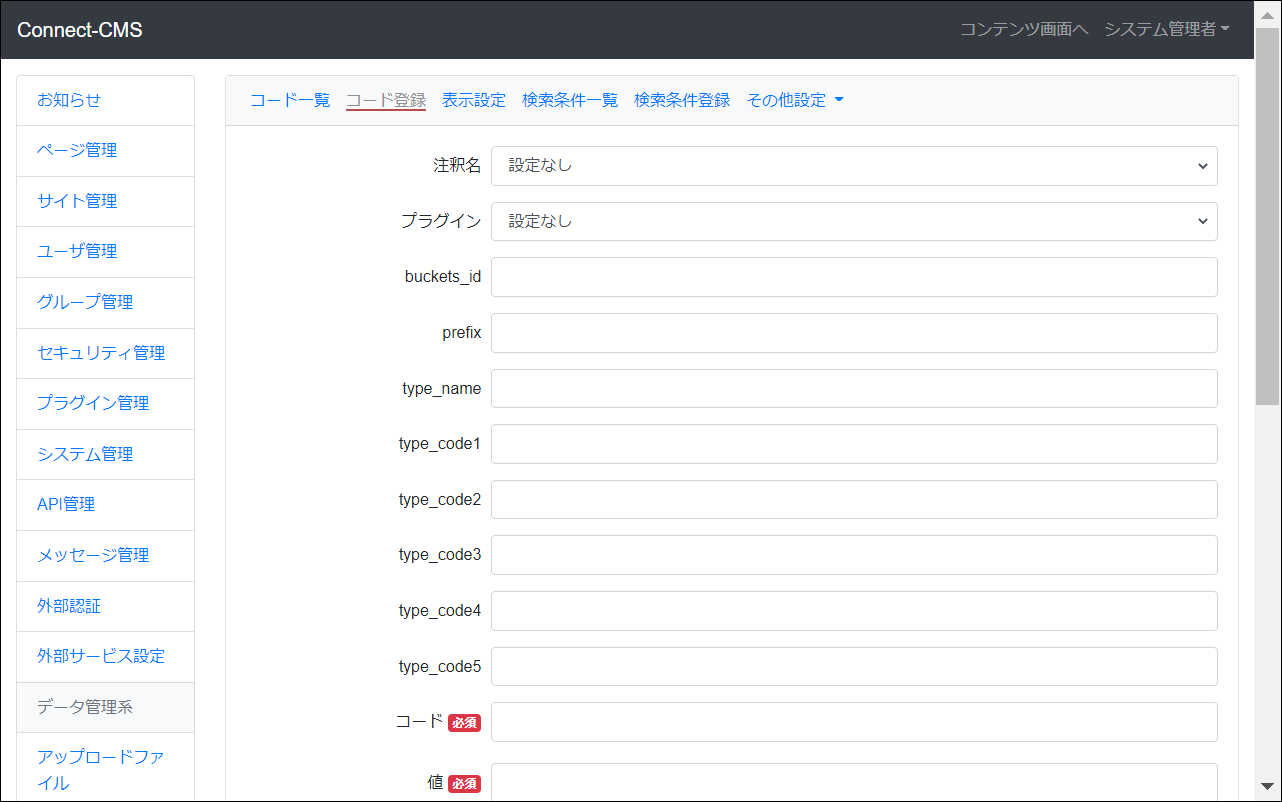 Connect-CMS
コンテンツ画面へ システム管理者
お知らせ
ページ管理
サイト管理
ユーザ管理
グループ管理
セキュリティ管理
プラグイン管理
システム管理
API管理
メッセージ管理
外部認証
外部サービス設定
データ管理系
アップロードファ
イル
コード一覧 コード登録 表示設定 検索条件一覧 検索条件登録 その他設定
注釈名 設定なし
プラグイン 設定なし
buckets_id
prefix
type_name
type_code1
type_code2
type_code3
type_code4
type_code5
コード 必須
値 必須